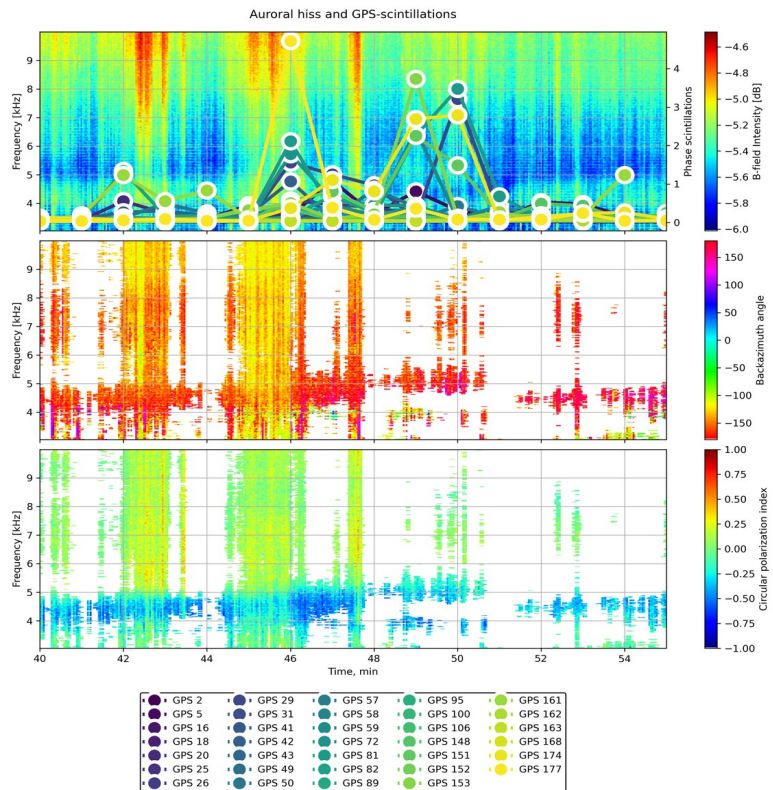 Auroral hiss and GPS-scintillations
9
8
7
6
5
4
Frequency [kHz]
4
3
2
1
0
Phase scintillations
−4.6
−4.8
−5.0
−5.2
−5.4
−5.6
−5.8
−6.0
B-field Intensity [dB]
9
8
7
6
5
4
Frequency [kHz]
150
100
50
0
−50
−100
−150
Backazimuth angle
9
8
7
6
5
4
Frequency [kHz]
1.00
0.75
0.50
0.25
0.00
−0.25
−0.50
−0.75
−1.00
Circular polarization index
40 42 44 46 48 50 52 54
Time, min
GPS 2 GPS 29 GPS 57 GPS 95 GPS 161
GPS 5 GPS 31 GPS 58 GPS 100 GPS 162
GPS 16 GPS 41 GPS 59 GPS 106 GPS 163
GPS 18 GPS 42 GPS 72 GPS 148 GPS 168
GPS 20 GPS 43 GPS 81 GPS 151 GPS 174
GPS 25 GPS 49 GPS 82 GPS 152 GPS 177
GPS 26 GPS 50 GPS 89 GPS 153